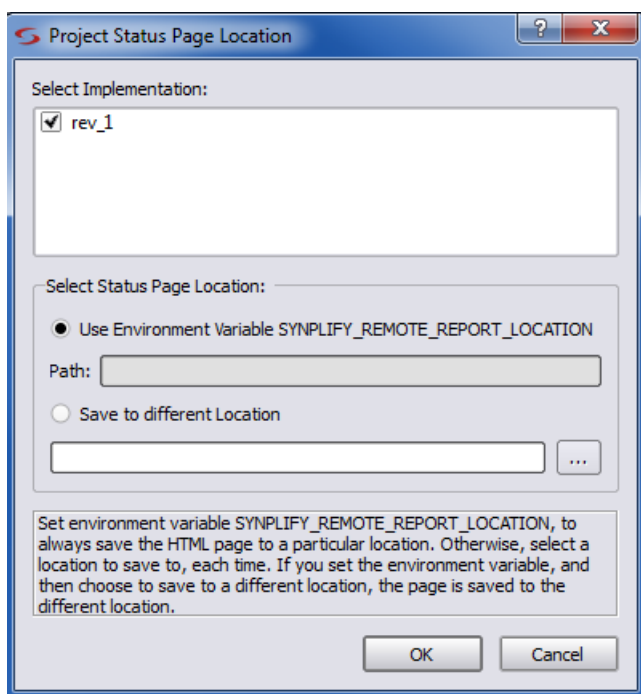 Project Status Page Location
?
X
Select Implementation:
rev_1
Select Status Page Location:
Use Environment Variable SYNPLIFY_REMOTE_REPORT_LOCATION
Path:
Save to different Location
...
Set environment variable SYNPLIFY_REMOTE_REPORT_LOCATION, to
always save the HTML page to a particular location. Otherwise, select a
location to save to, each time. If you set the environment variable, and
then choose to save to a different location, the page is saved to the
different location.
OK
Cancel